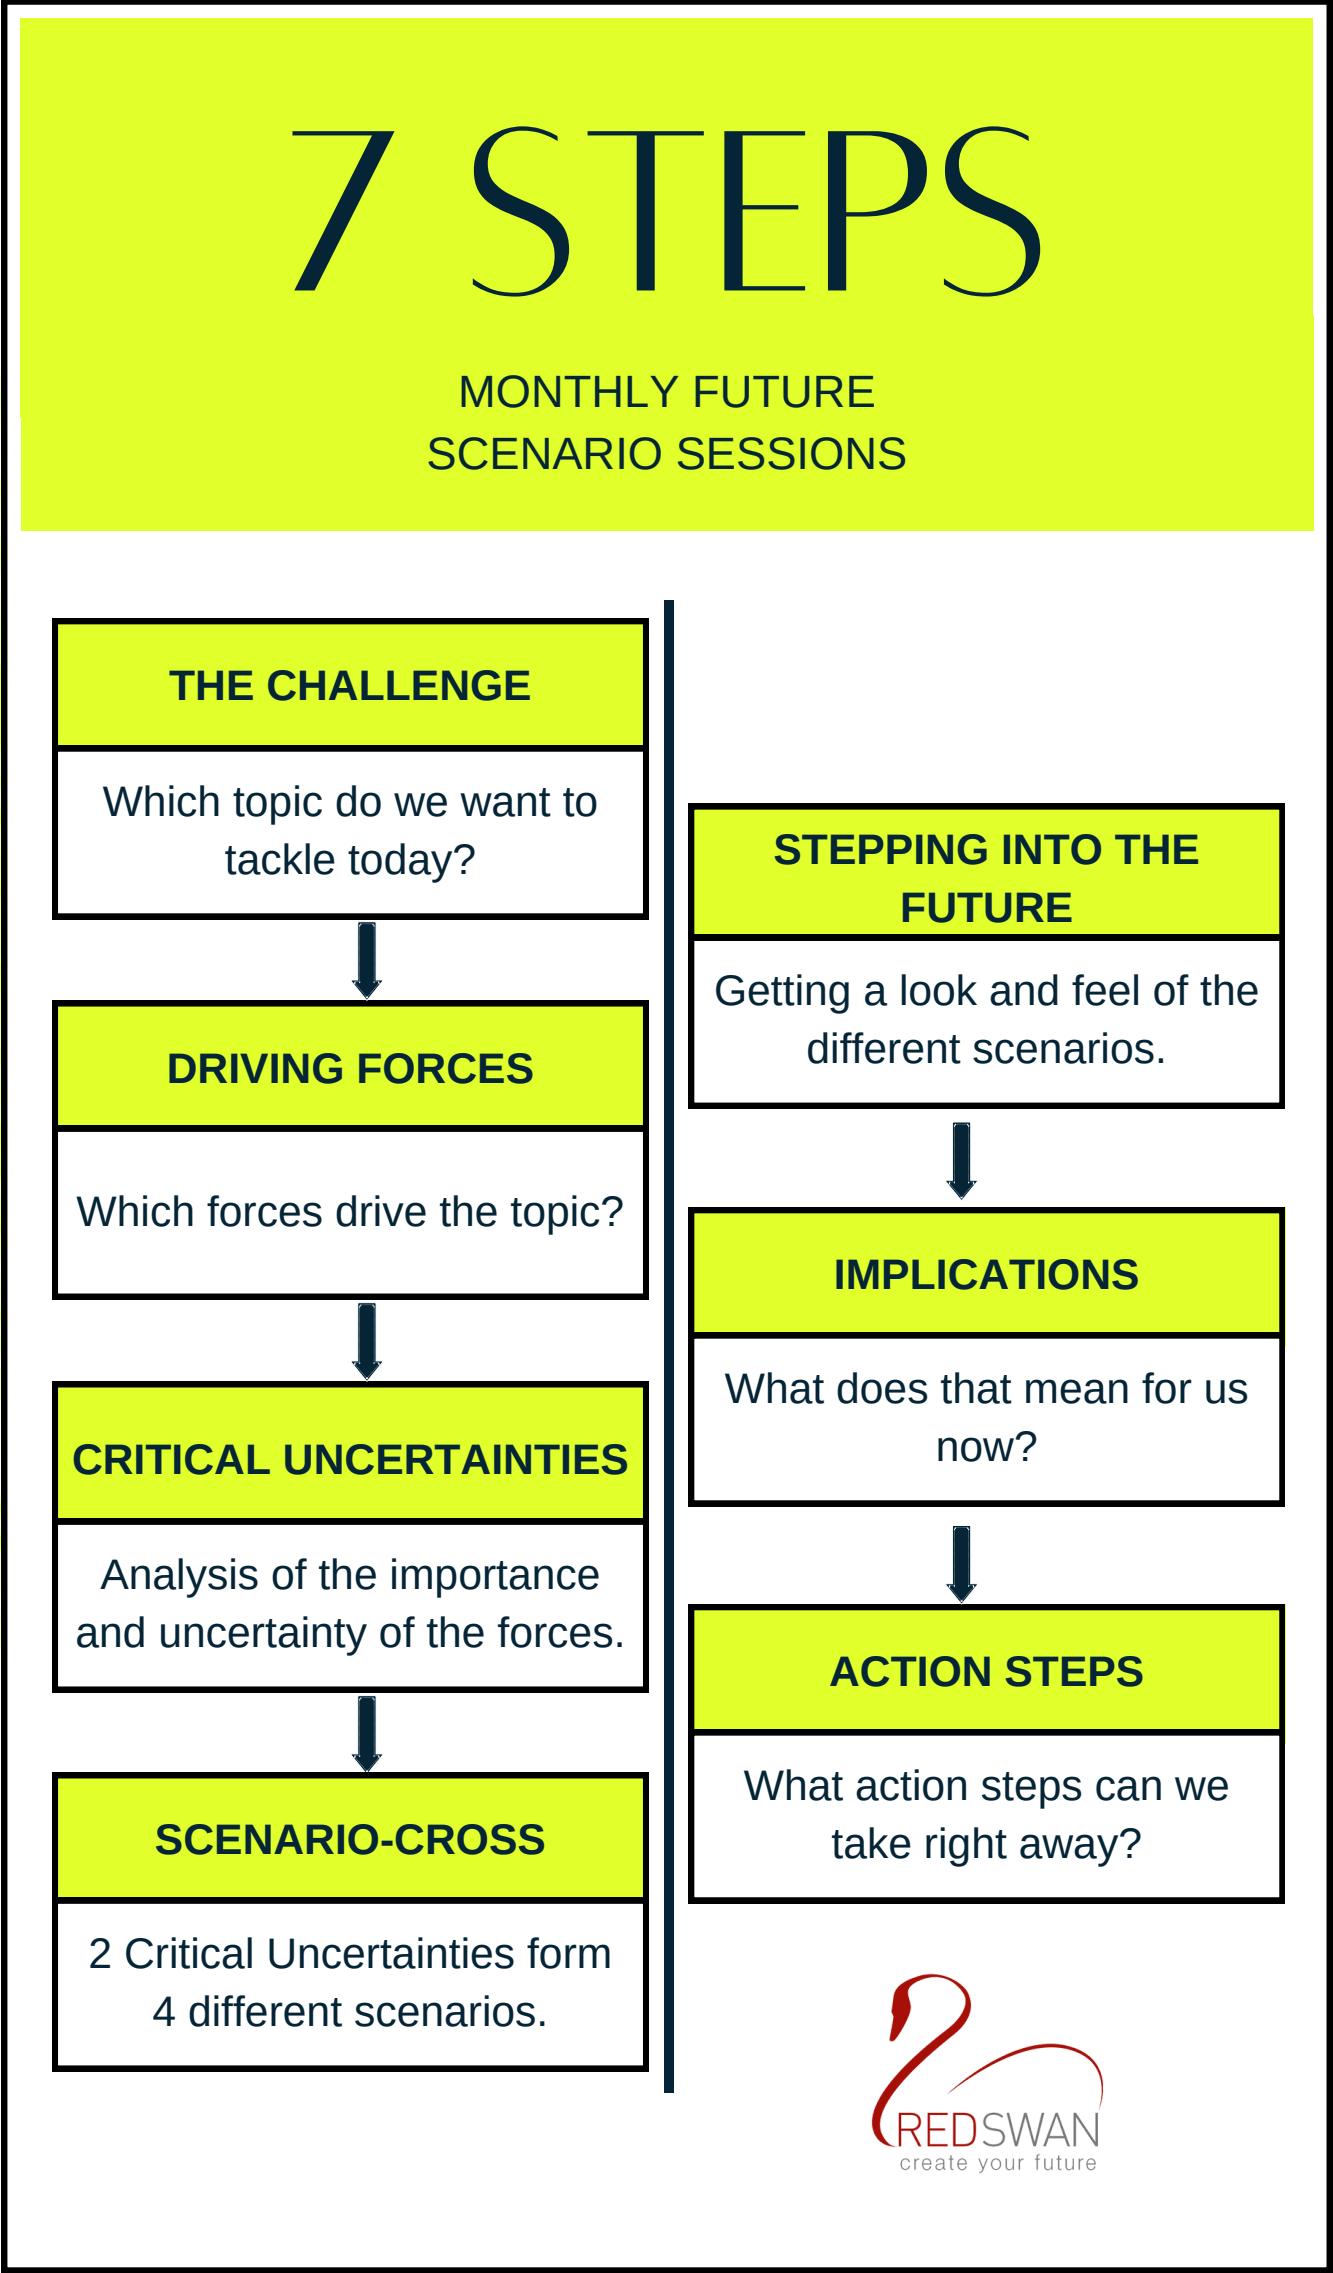 7 STEPS
MONTHLY FUTURE
SCENARIO SESSIONS
THE CHALLENGE
Which topic do we want to
tackle today?
DRIVING FORCES
Which forces drive the topic?
CRITICAL UNCERTAINTIES
Analysis of the importance
and uncertainty of the forces.
SCENARIO-CROSS
2 Critical Uncertainties form
4 different scenarios.
STEPPING INTO THE
FUTURE
Getting a look and feel of the
different scenarios.
IMPLICATIONS
What does that mean for us
now?
ACTION STEPS
What action steps can we
take right away?
REDSWAN
create your future